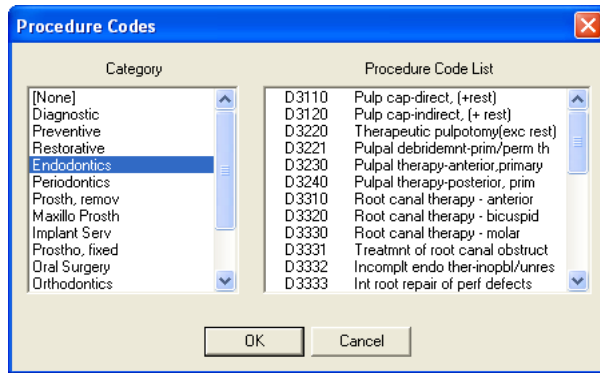 Procedure Codes
Category
[None]
Diagnostic
Preventive
Restorative
Endodontics
Periodontics
Prosth, remov
Maxillo Prosth
Implant Serv
Prostho, fixed
Oral Surgery
Orthodontics
Procedure Code List
D3110 Pulp cap-direct, (+rest)
D3120 Pulp cap-indirect, (+ rest)
D3220 Therapeutic pulpotomy(exc rest)
D3221 Pulpal debridemnt-prim/perm th
D3230 Pulpal therapy-anterior,primary
D3240 Pulpal therapy-posterior, prim
D3310 Root canal therapy - anterior
D3320 Root canal therapy - bicuspid
D3330 Root canal therapy - molar
D3331 Treatmnt of root canal obstruct
D3332 Incomplt endo ther-inopbl/unres
D3333 Int root repair of perf defects
OK
Cancel